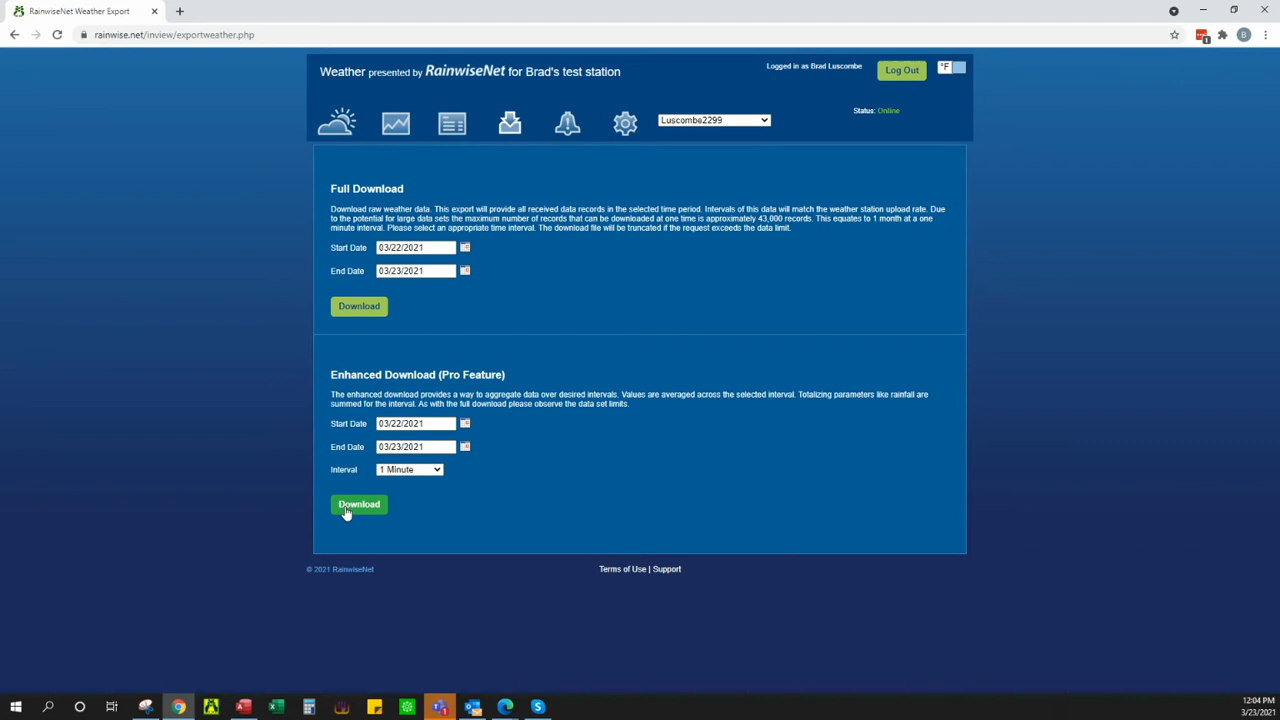 RainwiseNet Weather Export
rainwise.net/inview/exportweather.php
Weather presented by RainwiseNet for Brad's test station
Logged in as Brad Luscombe
Log Out
°F
Luscombe2299
Status: Online
Full Download
Download raw weather data. This export will provide all received data records in the selected time period. Intervals of this data will match the weather station upload rate. Due
to the potential for large data sets the maximum number of records that can be downloaded at one time is approximately 43,000 records. This equates to 1 month at a one
minute interval. Please select an appropriate time interval. The download file will be truncated if the request exceeds the data limit.
Start Date 03/22/2021
End Date 03/23/2021
Download
Enhanced Download (Pro Feature)
The enhanced download provides a way to aggregate data over desired intervals. Values are averaged across the selected interval. Totalizing parameters like rainfall are
summed for the interval. As with the full download please observe the data set limits.
Start Date 03/22/2021
End Date 03/23/2021
Interval 1 Minute
Download
© 2021 RainwiseNet
Terms of Use | Support
12:04 PM
3/23/2021